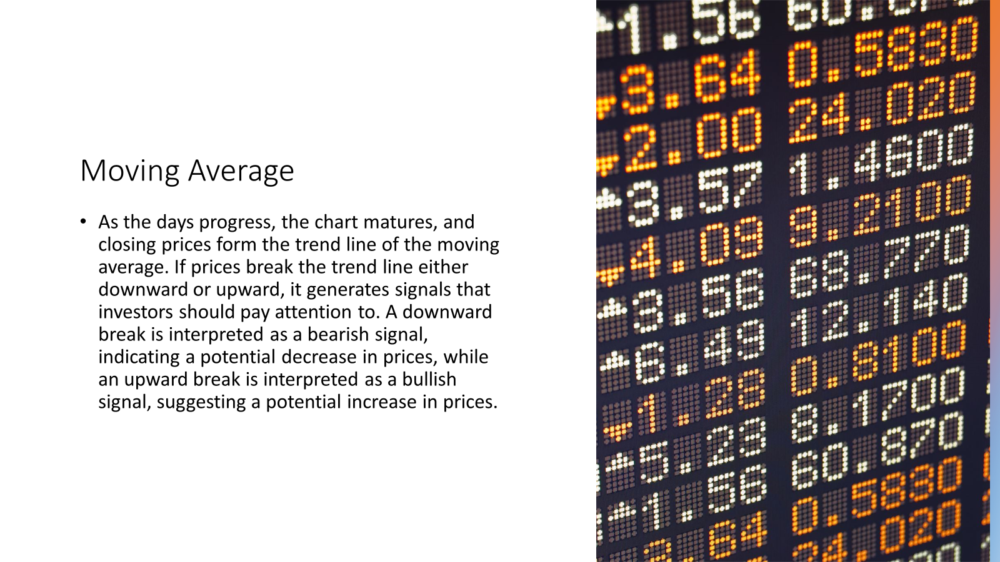 Moving Average
• As the days progress, the chart matures, and
closing prices form the trend line of the moving
average. If prices break the trend line either
downward or upward, it generates signals that
investors should pay attention to. A downward
break is interpreted as a bearish signal,
indicating a potential decrease in prices, while
an upward break is interpreted as a bullish
signal, suggesting a potential increase in prices.
1.56
3.64 0.5830
2.00 24.020
3.57 1.4600
4.09 9.2100
9.56 68.770
6.49 12.140
1.28 0.8100
5.23 8.1700
1.56 60.870
3.64 0.5830
24.020